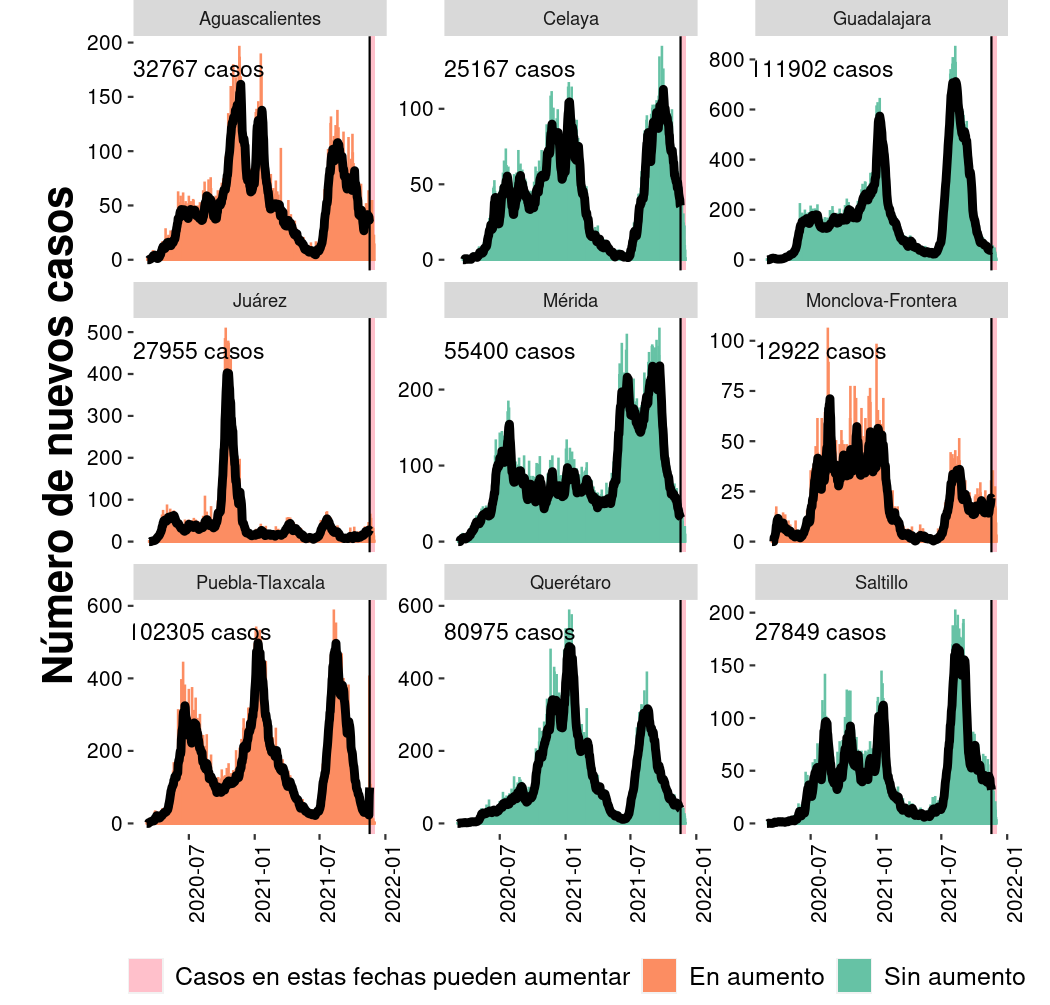 Número de nuevos casos
Aguascalientes
Celaya
Guadalajara
32767 casos
25167 casos
111902 casos
200
150
100
50
0
100
50
0
800
600
400
200
0
Juárez
Mérida
Monclova-Frontera
27955 casos
55400 casos
12922 casos
500
400
300
200
100
0
200
100
0
100
75
50
25
0
Puebla-Tlaxcala
Querétaro
Saltillo
102305 casos
80975 casos
27849 casos
600
400
200
0
600
400
200
0
200
150
100
50
0
2020-07
2021-01
2021-07
2022-01
2020-07
2021-01
2021-07
2022-01
2020-07
2021-01
2021-07
2022-01
Casos en estas fechas pueden aumentar
En aumento
Sin aumento